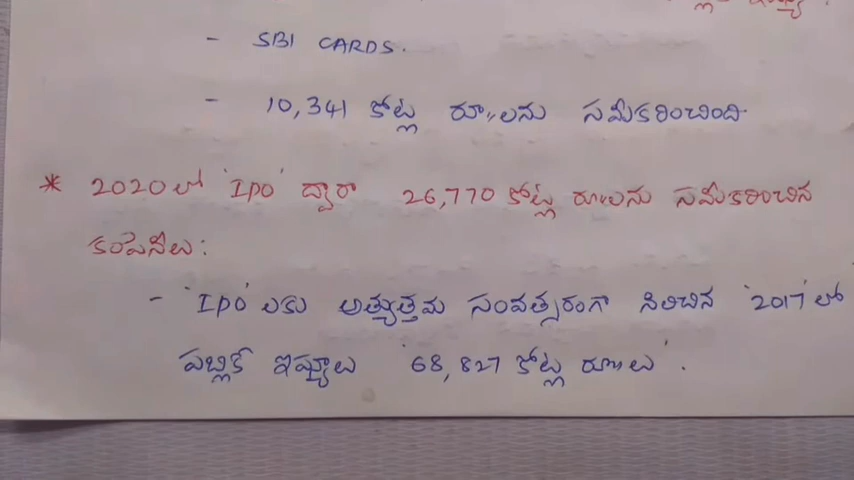 - SBI CARDS.
- 10,341 కోట్ల రూ॥లను సమీకరించింది
* 2020లో 'IPO' ద్వారా 26,770 కోట్ల రూ॥లను సమీకరించిన
కంపెనీలు:
- 'IPO' లకు అత్యుత్తమ సంవత్సరంగా నిలిచిన '2017' లో
పబ్లిక్ ఇష్యూలు '68,827 కోట్ల రూ॥లు'.